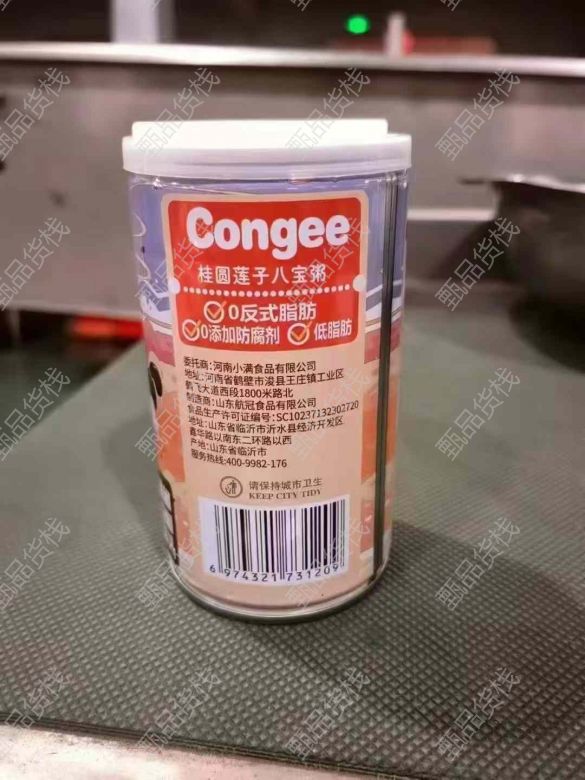 Congee
桂圆莲子八宝粥
0反式脂肪
0添加防腐剂 低脂肪
委托商:河南小满食品有限公司
地址:河南省鹤壁市浚县王庄镇工业区
鹤飞大道西段1800米路北
制造商:山东航冠食品有限公司
食品生产许可证编号:SC10237132302720
地址:山东省临沂市沂水县经济开发区
鑫华路以南东二环路以西
产地:山东省临沂市
服务热线:400-9982-176
请保持城市卫生
KEEP CITY TIDY
6 974321 731209
甄品货栈